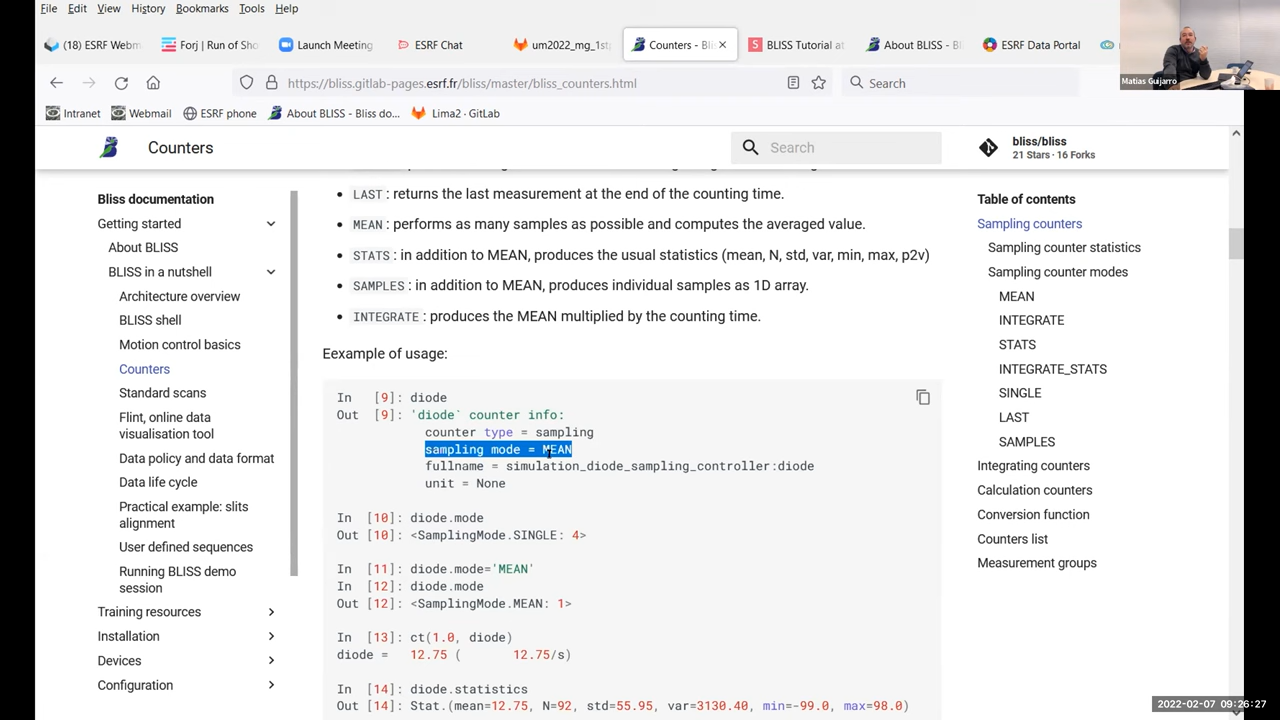 File Edit View History Bookmarks Tools Help
(18) ESRF Webm
Forj | Run of Sho
Launch Meeting
ESRF Chat
um2022_mg_1st
Counters - Bli
BLISS Tutorial at
About BLISS - Bl
ESRF Data Portal
https://bliss.gitlab-pages.esrf.fr/bliss/master/bliss_counters.html
Search
Matias Guijarro
Intranet
Webmail
ESRF phone
About BLISS - Bliss do...
Lima2 · GitLab
Counters
Search
bliss/bliss
21 Stars · 16 Forks
Bliss documentation
Getting started
About BLISS
BLISS in a nutshell
Architecture overview
BLISS shell
Motion control basics
Counters
Standard scans
Flint, online data
visualisation tool
Data policy and data format
Data life cycle
Practical example: slits
alignment
User defined sequences
Running BLISS demo
session
Training resources
Installation
Devices
Configuration
LAST : returns the last measurement at the end of the counting time.
MEAN : performs as many samples as possible and computes the averaged value.
STATS : in addition to MEAN, produces the usual statistics (mean, N, std, var, min, max, p2v)
SAMPLES : in addition to MEAN, produces individual samples as 1D array.
INTEGRATE : produces the MEAN multiplied by the counting time.
Eexample of usage:
In [9]: diode
Out [9]: 'diode` counter info:
counter type = sampling
sampling mode = MEAN
fullname = simulation_diode_sampling_controller:diode
unit = None
In [10]: diode.mode
Out [10]: <SamplingMode.SINGLE: 4>
In [11]: diode.mode='MEAN'
In [12]: diode.mode
Out [12]: <SamplingMode.MEAN: 1>
In [13]: ct(1.0, diode)
diode = 12.75 ( 12.75/s)
In [14]: diode.statistics
Out [14]: Stat.(mean=12.75, N=92, std=55.95, var=3130.40, min=-99.0, max=98.0)
Table of contents
Sampling counters
Sampling counter statistics
Sampling counter modes
MEAN
INTEGRATE
STATS
INTEGRATE_STATS
SINGLE
LAST
SAMPLES
Integrating counters
Calculation counters
Conversion function
Counters list
Measurement groups
2022-02-07 09:26:27